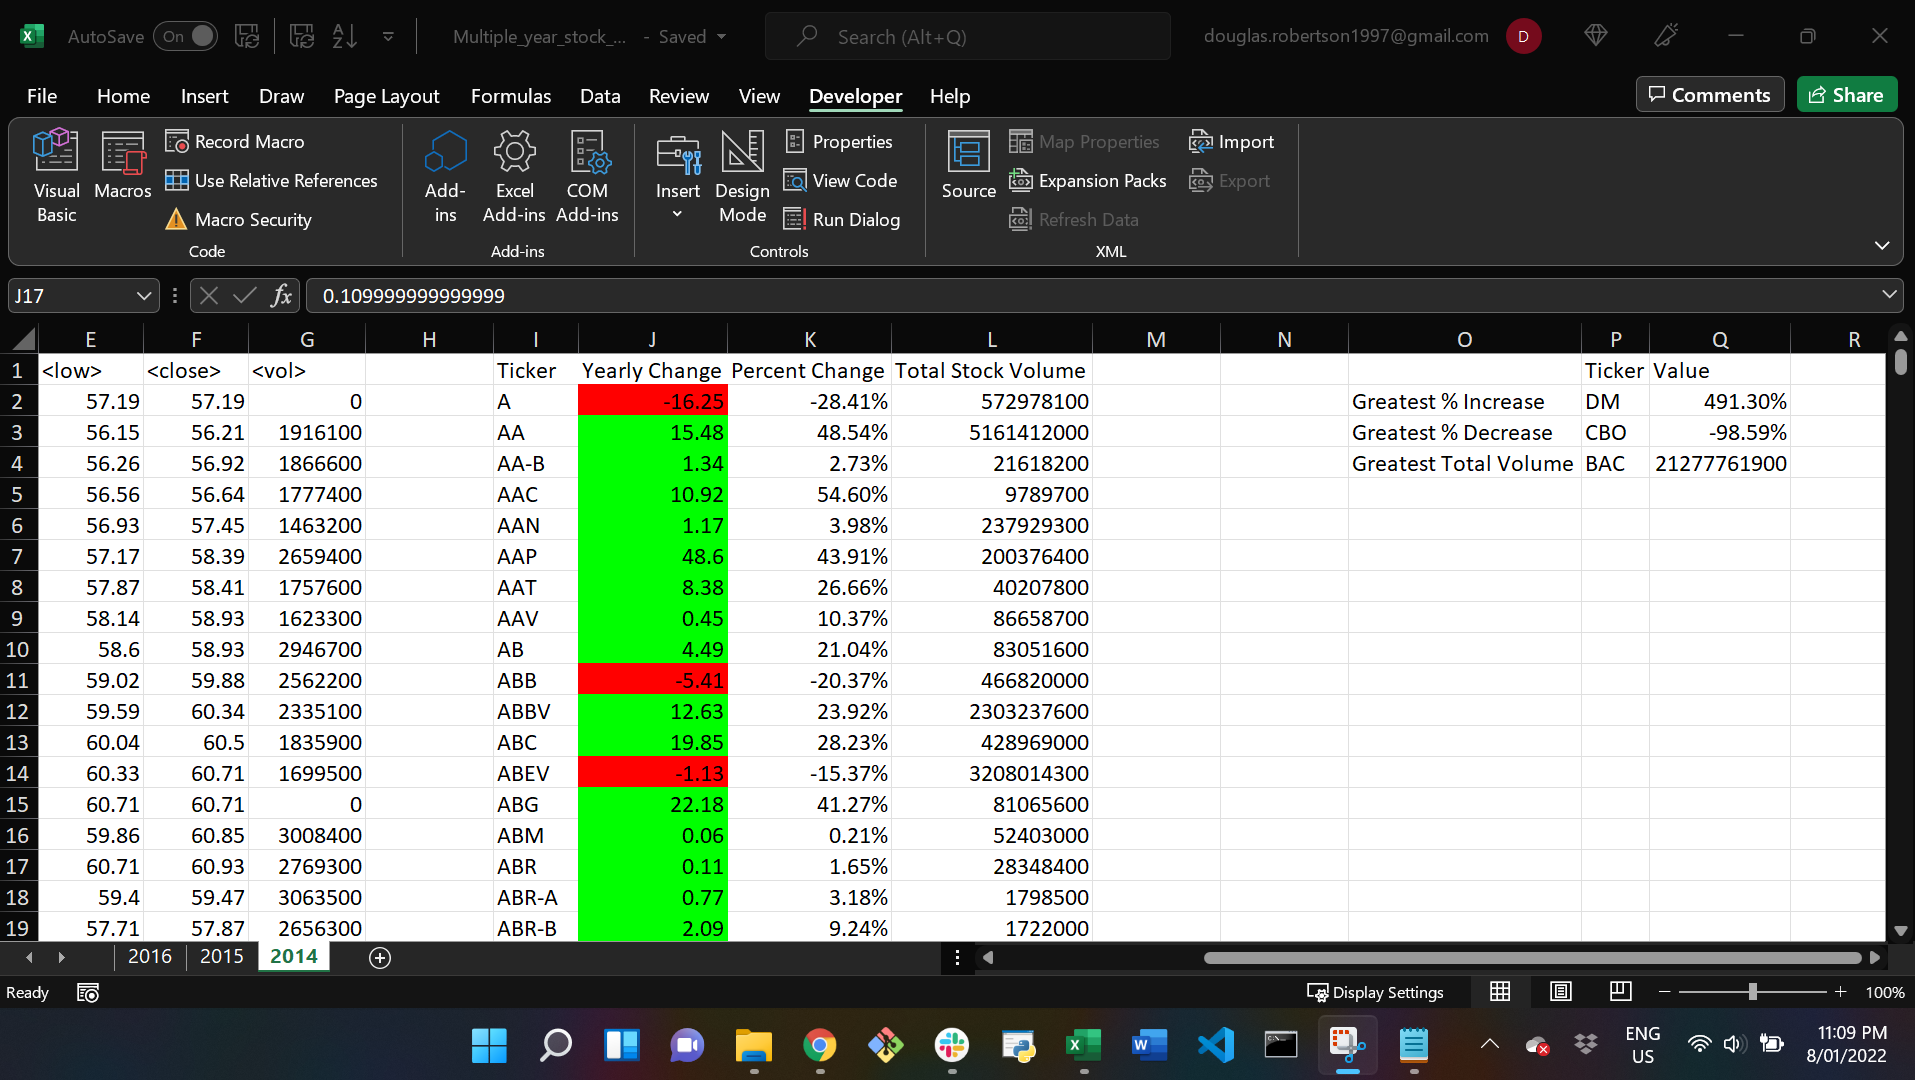 AutoSave On Multiple_year_stock_... - Saved Search (Alt+Q) douglas.robertson1997@gmail.com D
File Home Insert Draw Page Layout Formulas Data Review View Developer Help Comments Share
Visual Basic
Macros
Record Macro
Use Relative References
Macro Security
Code
Add-ins
Excel Add-ins
COM Add-ins
Add-ins
Insert
Design Mode
Properties
View Code
Run Dialog
Controls
Source
Map Properties
Expansion Packs
Refresh Data
Import
Export
XML
J17 fx 0.109999999999999
E F G H I J K L M N O P Q R
1 <low> <close> <vol> Ticker Yearly Change Percent Change Total Stock Volume Ticker Value
2 57.19 57.19 0 A -16.25 -28.41% 572978100 Greatest % Increase DM 491.30%
3 56.15 56.21 1916100 AA 15.48 48.54% 5161412000 Greatest % Decrease CBO -98.59%
4 56.26 56.92 1866600 AA-B 1.34 2.73% 21618200 Greatest Total Volume BAC 21277761900
5 56.56 56.64 1777400 AAC 10.92 54.60% 9789700
6 56.93 57.45 1463200 AAN 1.17 3.98% 237929300
7 57.17 58.39 2659400 AAP 48.6 43.91% 200376400
8 57.87 58.41 1757600 AAT 8.38 26.66% 40207800
9 58.14 58.93 1623300 AAV 0.45 10.37% 86658700
10 58.6 58.93 2946700 AB 4.49 21.04% 83051600
11 59.02 59.88 2562200 ABB -5.41 -20.37% 466820000
12 59.59 60.34 2335100 ABBV 12.63 23.92% 2303237600
13 60.04 60.5 1835900 ABC 19.85 28.23% 428969000
14 60.33 60.71 1699500 ABEV -1.13 -15.37% 3208014300
15 60.71 60.71 0 ABG 22.18 41.27% 81065600
16 59.86 60.85 3008400 ABM 0.06 0.21% 52403000
17 60.71 60.93 2769300 ABR 0.11 1.65% 28348400
18 59.4 59.47 3063500 ABR-A 0.77 3.18% 1798500
19 57.71 57.87 2656300 ABR-B 2.09 9.24% 1722000
2016 2015 2014
Ready Display Settings 100%
ENG US
11:09 PM
8/01/2022